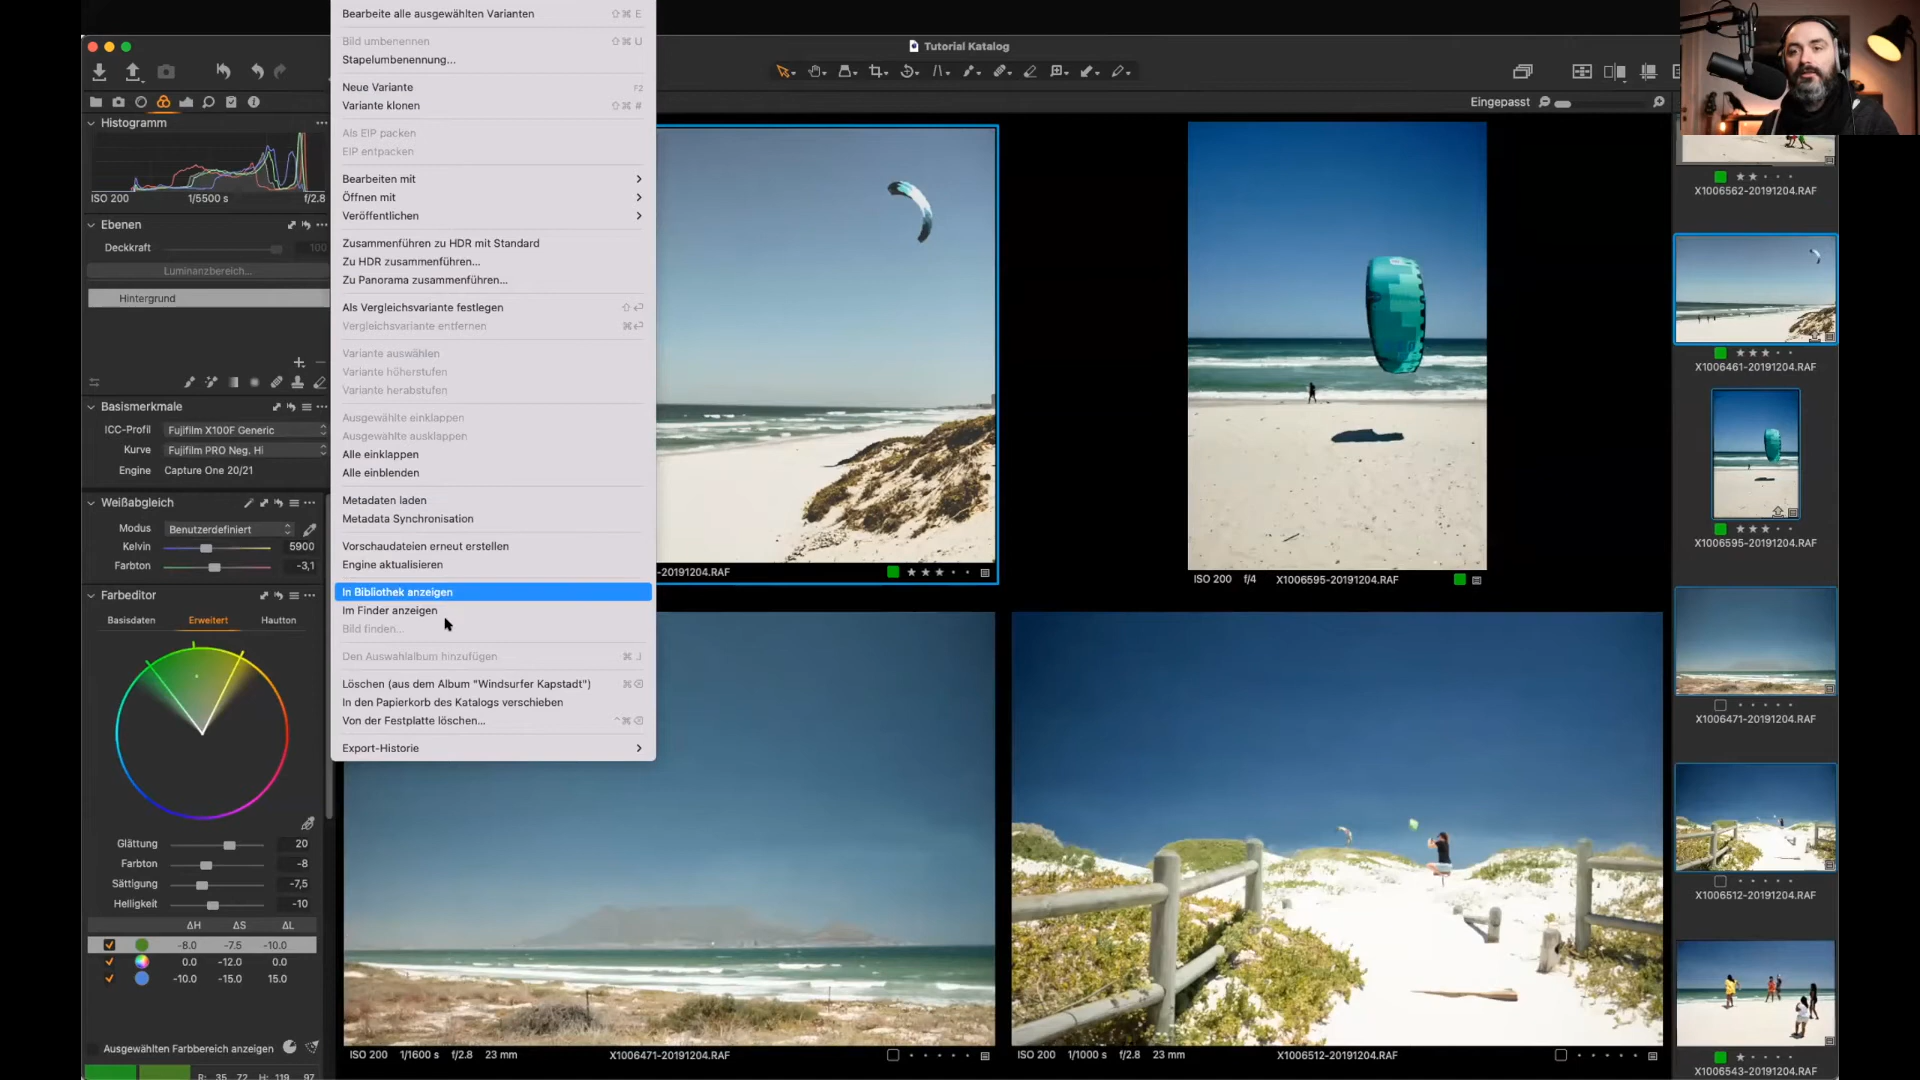 Bearbeite alle ausgewählten Varianten ⇧⌘ E
Bild umbenennen ⇧⌘ U
Stapelumbenennung...
Neue Variante F2
Variante klonen ⇧⌘ #
Als EIP packen
EIP entpacken
Bearbeiten mit
Öffnen mit
Veröffentlichen
Zusammenführen zu HDR mit Standard
Zu HDR zusammenführen...
Zu Panorama zusammenführen...
Als Vergleichsvariante festlegen
Vergleichsvariante entfernen
Variante auswählen
Variante höherstufen
Variante herabstufen
Ausgewählte einklappen
Ausgewählte ausklappen
Alle einklappen
Alle einblenden
Metadaten laden
Metadata Synchronisation
Vorschaudateien erneut erstellen
Engine aktualisieren
In Bibliothek anzeigen
Im Finder anzeigen
Bild finden...
Den Auswahlalbum hinzufügen ⌘ J
Löschen (aus dem Album "Windsurfer Kapstadt")
In den Papierkorb des Katalogs verschieben
Von der Festplatte löschen...
Export-Historie
Tutorial Katalog
Eingepasst
Histogramm
ISO 200 1/5500 s f/2.8
Ebenen
Deckkraft 100
Luminanzbereich...
Hintergrund
Basismerkmale
ICC-Profil Fujifilm X100F Generic
Kurve Fujifilm PRO Neg. Hi
Engine Capture One 20/21
Weißabgleich
Modus Benutzerdefiniert
Kelvin 5900
Farbton -3,1
Farbeditor
Basisdaten Erweitert Hautton
Glättung 20
Farbton -8
Sättigung -7,5
Helligkeit -10
ΔH ΔS ΔL
-8.0 -7.5 -10.0
0.0 -12.0 0.0
-10.0 -15.0 15.0
Ausgewählten Farbbereich anzeigen
R: 35 72 H: 119 97
-20191204.RAF
ISO 200 f/4 X1006595-20191204.RAF
ISO 200 1/1600 s f/2.8 23 mm X1006471-20191204.RAF
ISO 200 1/1000 s f/2.8 23 mm X1006512-20191204.RAF
X1006562-20191204.RAF
X1006461-20191204.RAF
X1006595-20191204.RAF
X1006471-20191204.RAF
X1006512-20191204.RAF
X1006543-20191204.RAF